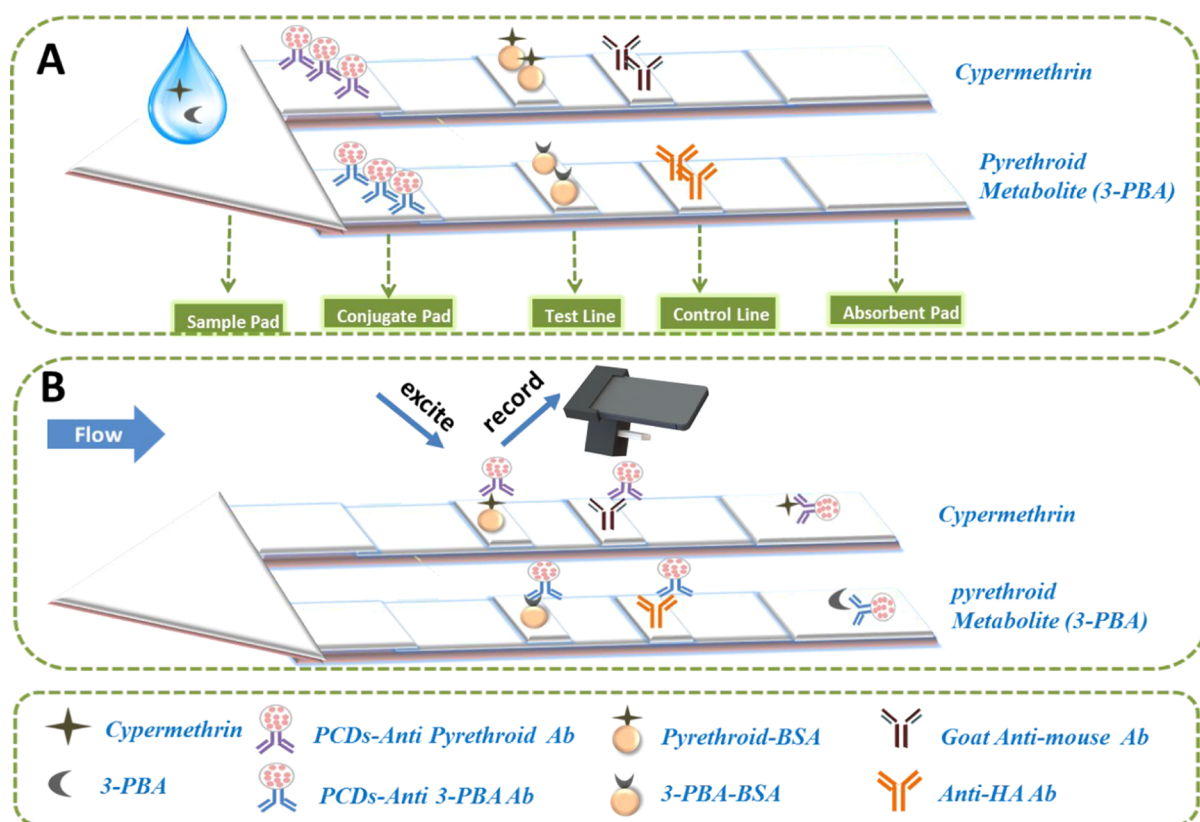 A
Cypermethrin
Pyrethroid
Metabolite (3-PBA)
Sample Pad
Conjugate Pad
Test Line
Control Line
Absorbent Pad
B
Flow
excite
record
Cypermethrin
pyrethroid
Metabolite (3-PBA)
Cypermethrin
PCDs-Anti Pyrethroid Ab
Pyrethroid-BSA
Goat Anti-mouse Ab
3-PBA
PCDs-Anti 3-PBA Ab
3-PBA-BSA
Anti-HA Ab